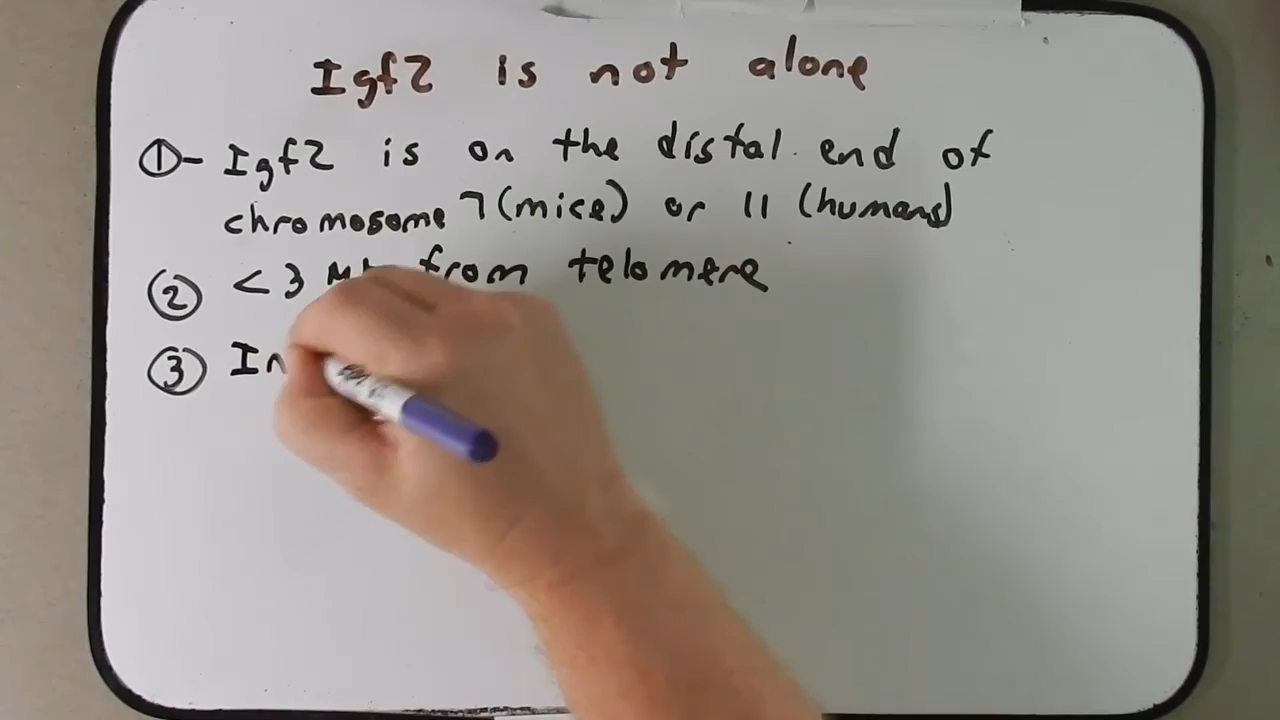 Igf2 is not alone
①- Igf2 is on the distal end of
chromosome 7 (mice) or 11 (humans)
② <3 from telomere
③ In